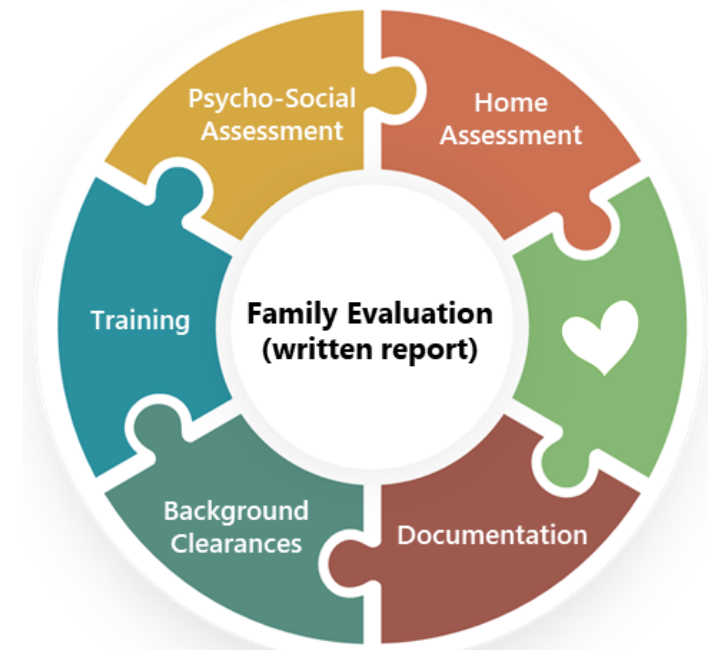 Psycho-Social
Assessment
Home
Assessment
Training
Family Evaluation
(written report)
Background
Clearances
Documentation